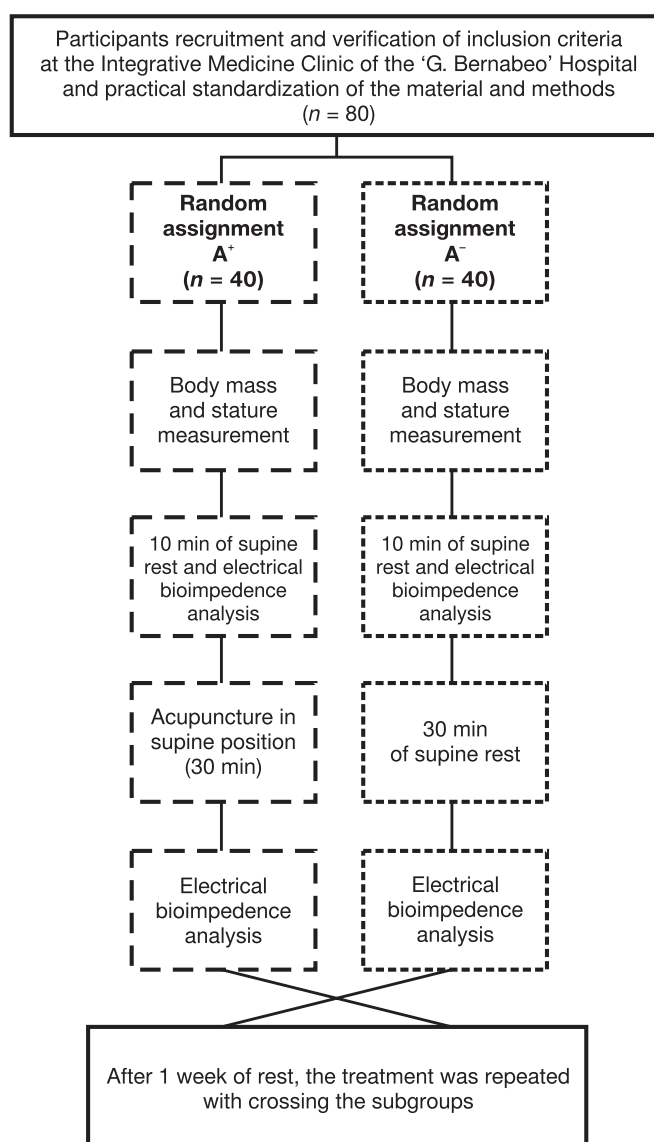 Participants recruitment and verification of inclusion criteria
at the Integrative Medicine Clinic of the ‘G. Bernabeo’ Hospital
and practical standardization of the material and methods
(n = 80)
Random
assignment
A⁺
(n = 40)
Body mass
and stature
measurement
10 min of supine
rest and electrical
bioimpedence
analysis
Acupuncture in
supine position
(30 min)
Electrical
bioimpedence
analysis
Random
assignment
A⁻
(n = 40)
Body mass
and stature
measurement
10 min of supine
rest and electrical
bioimpedence
analysis
30 min
of supine rest
Electrical
bioimpedence
analysis
After 1 week of rest, the treatment was repeated
with crossing the subgroups